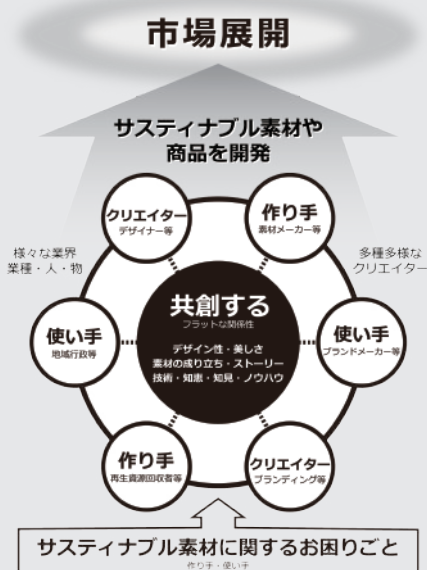 市場展開
サスティナブル素材や
商品を開発
クリエイター
デザイナー等
作り手
素材メーカー等
様々な業界
業種・人・物
多種多様な
クリエイター
共創する
フラットな関係性
デザイン性・美しさ
素材の成り立ち・ストーリー
技術・知恵・知見・ノウハウ
使い手
地域行政等
使い手
ブランドメーカー等
作り手
再生資源回収者等
クリエイター
ブランディング等
サスティナブル素材に関するお困りごと
作り手・使い手